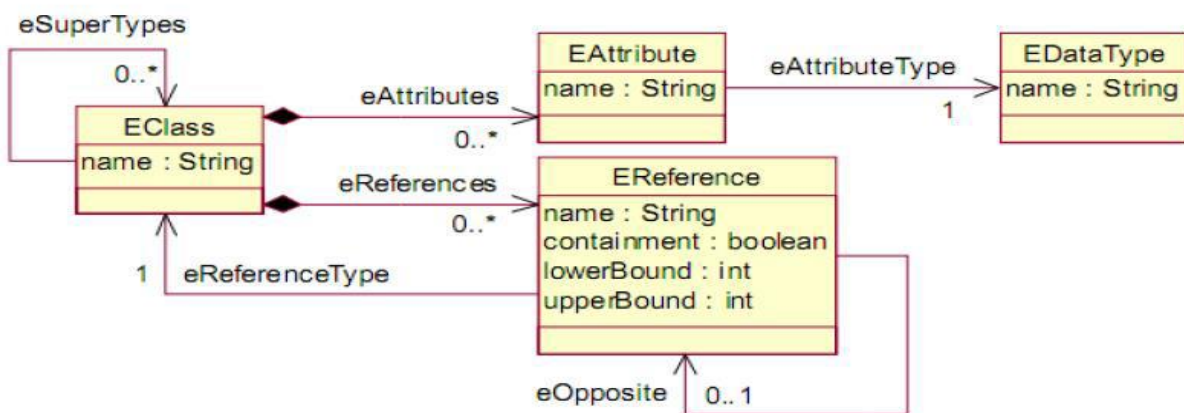 eSuperTypes
0..*
EClass
name : String
eAttributes
0..*
EAttribute
name : String
eAttributeType
1
EDataType
name : String
eReferences
0..*
EReference
name : String
containment : boolean
lowerBound : int
upperBound : int
1
eReferenceType
eOpposite
0..1